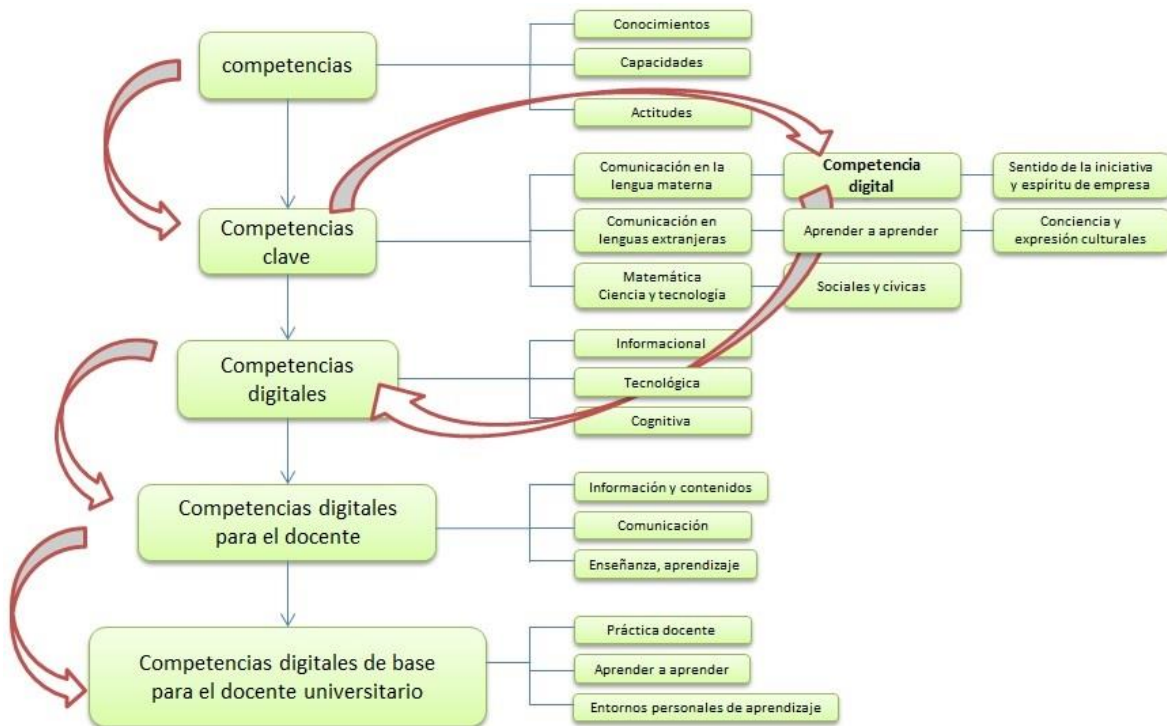 competencias
Conocimientos
Capacidades
Actitudes
Competencias
clave
Comunicación en la
lengua materna
Competencia
digital
Sentido de la iniciativa
y espíritu de empresa
Comunicación en
lenguas extranjeras
Aprender a aprender
Conciencia y
expresión culturales
Matemática
Ciencia y tecnología
Sociales y cívicas
Competencias
digitales
Informacional
Tecnológica
Cognitiva
Competencias digitales
para el docente
Información y contenidos
Comunicación
Enseñanza, aprendizaje
Competencias digitales de base
para el docente universitario
Práctica docente
Aprender a aprender
Entornos personales de aprendizaje